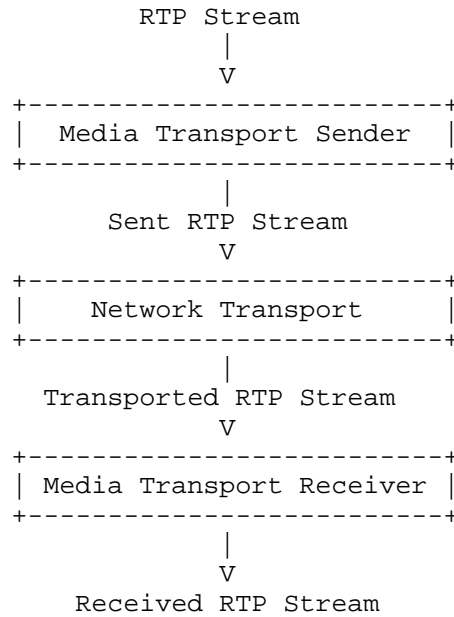 RTP Stream
|
V
+--------------------------+
|  Media Transport Sender  |
+--------------------------+
|
Sent RTP Stream
V
+--------------------------+
|    Network Transport     |
+--------------------------+
|
Transported RTP Stream
V
+--------------------------+
| Media Transport Receiver |
+--------------------------+
|
V
Received RTP Stream